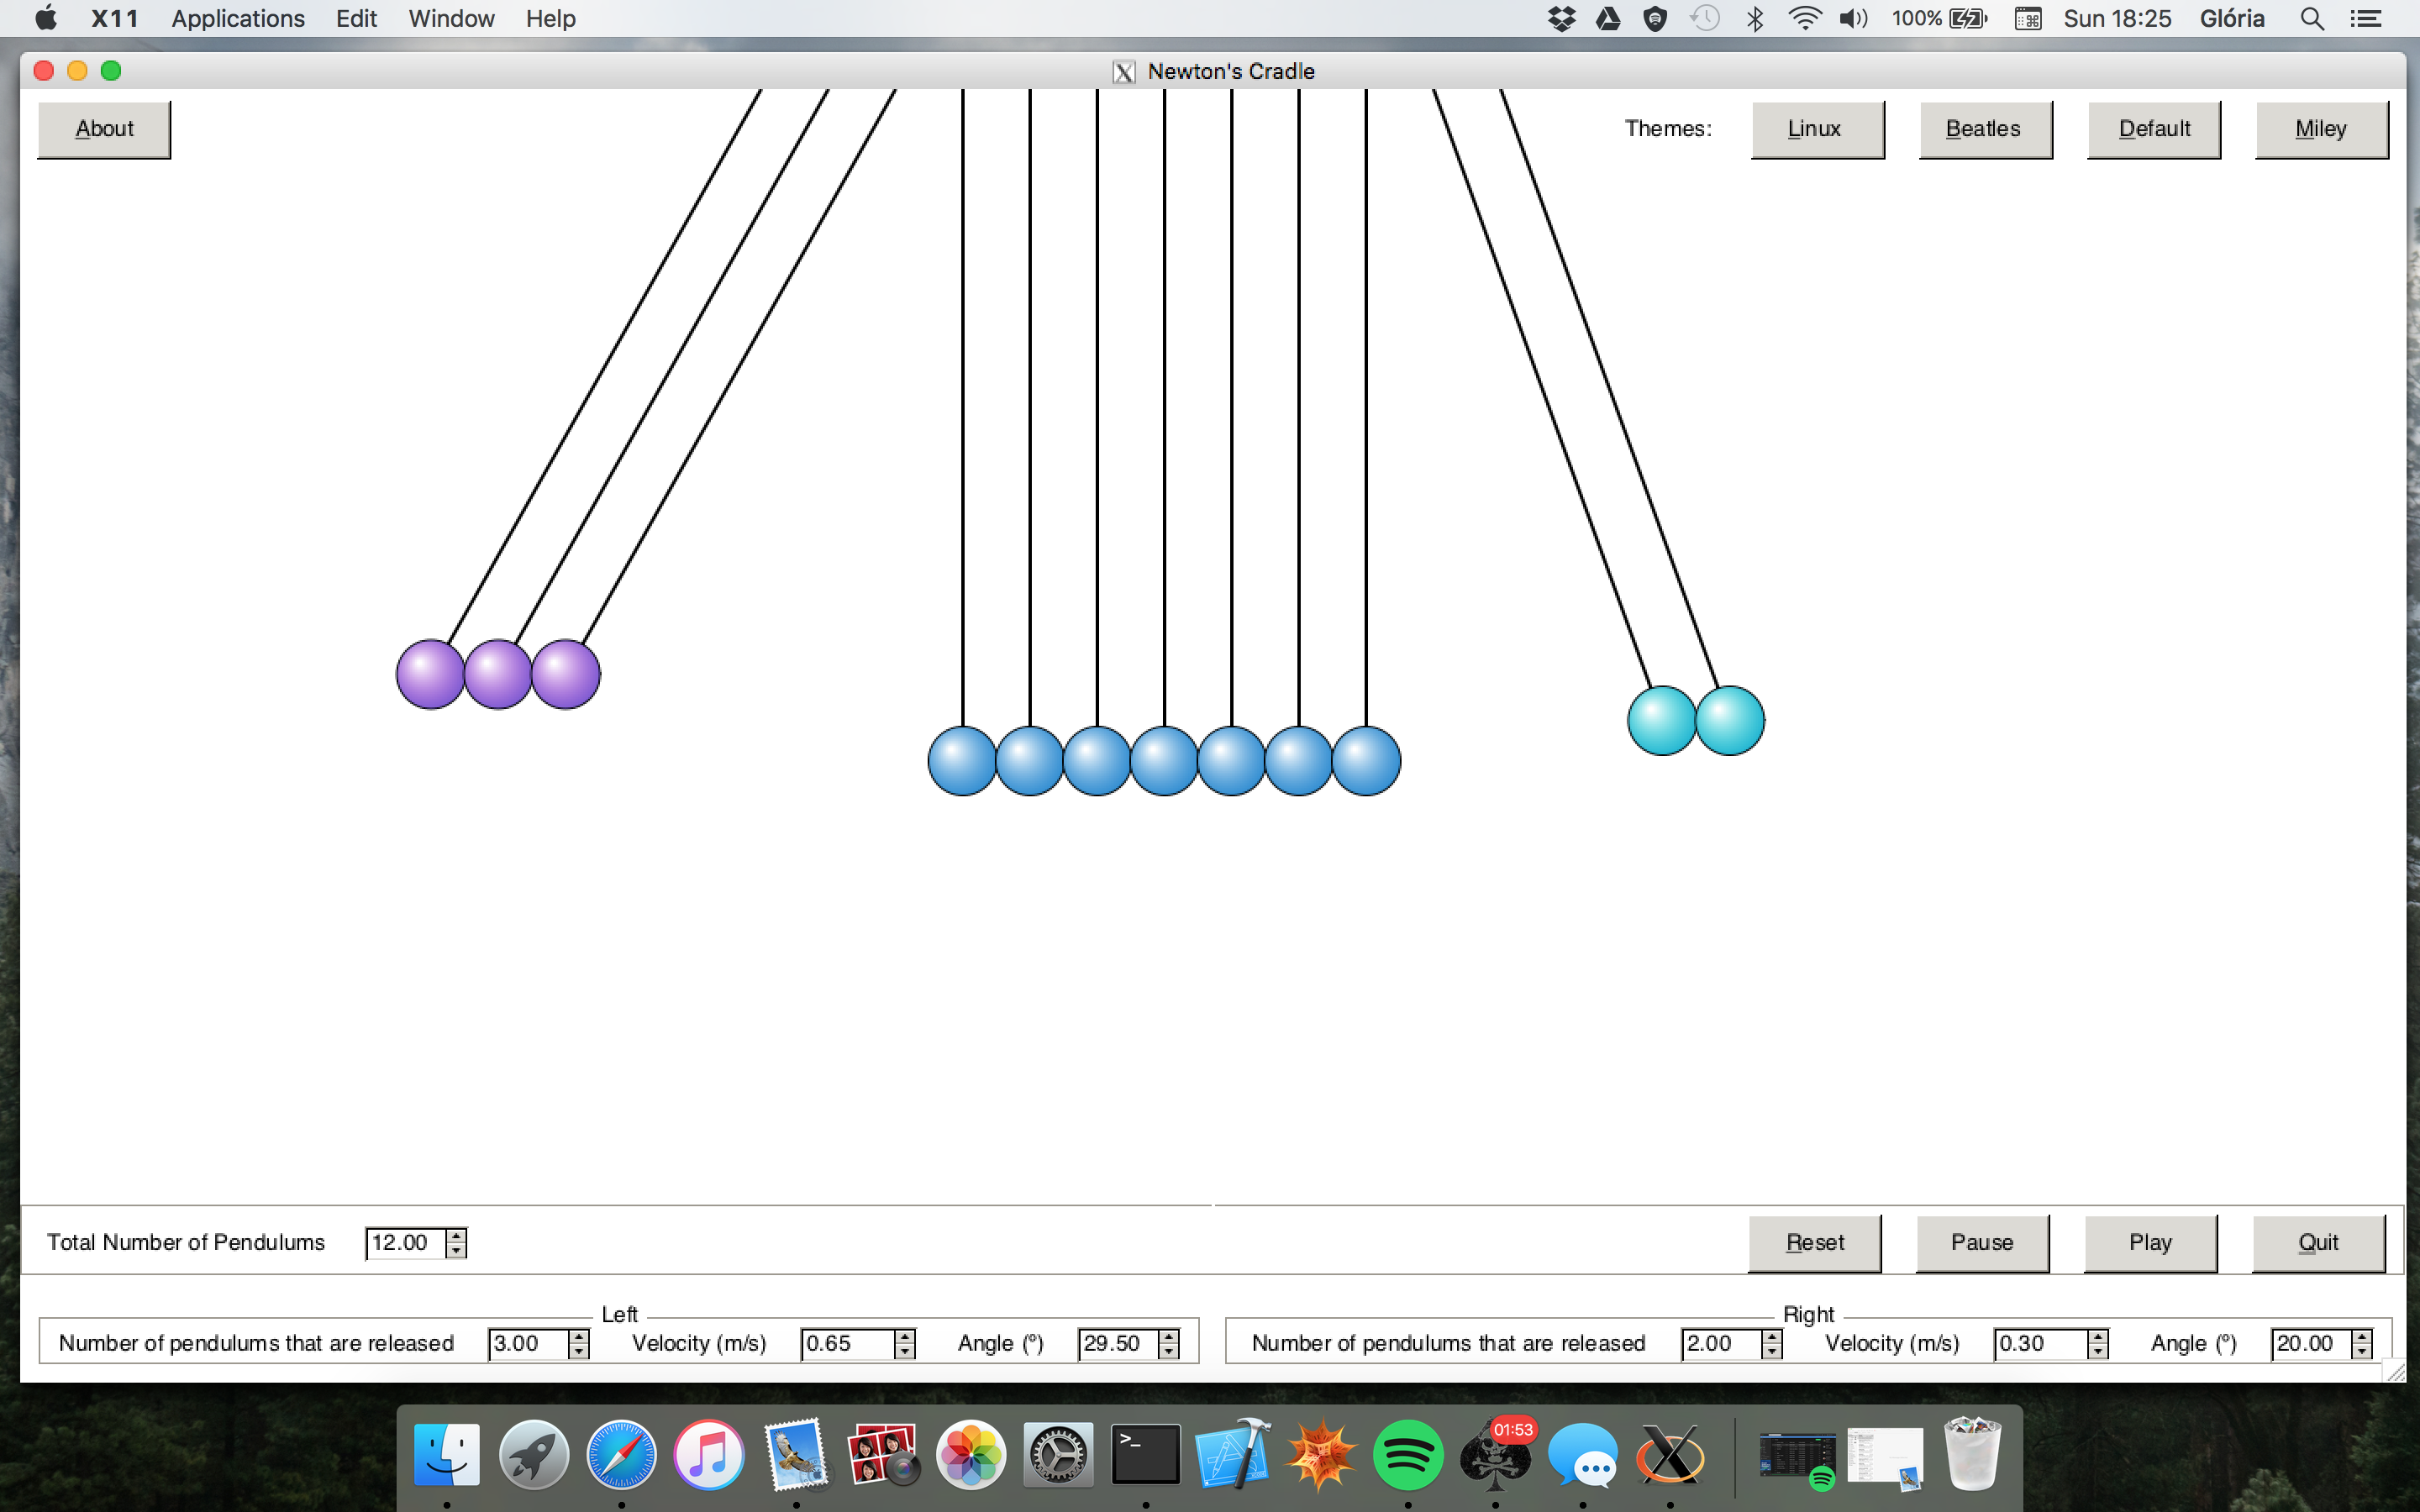 X11 Applications Edit Window Help 100% Sun 18:25 Glória
X Newton's Cradle
About Themes: Linux Beatles Default Miley
Total Number of Pendulums 12.00 Reset Pause Play Quit
Left Right
Number of pendulums that are released 3.00 Velocity (m/s) 0.65 Angle (º) 29.50 Number of pendulums that are released 2.00 Velocity (m/s) 0.30 Angle (º) 20.00
>_ 01:53